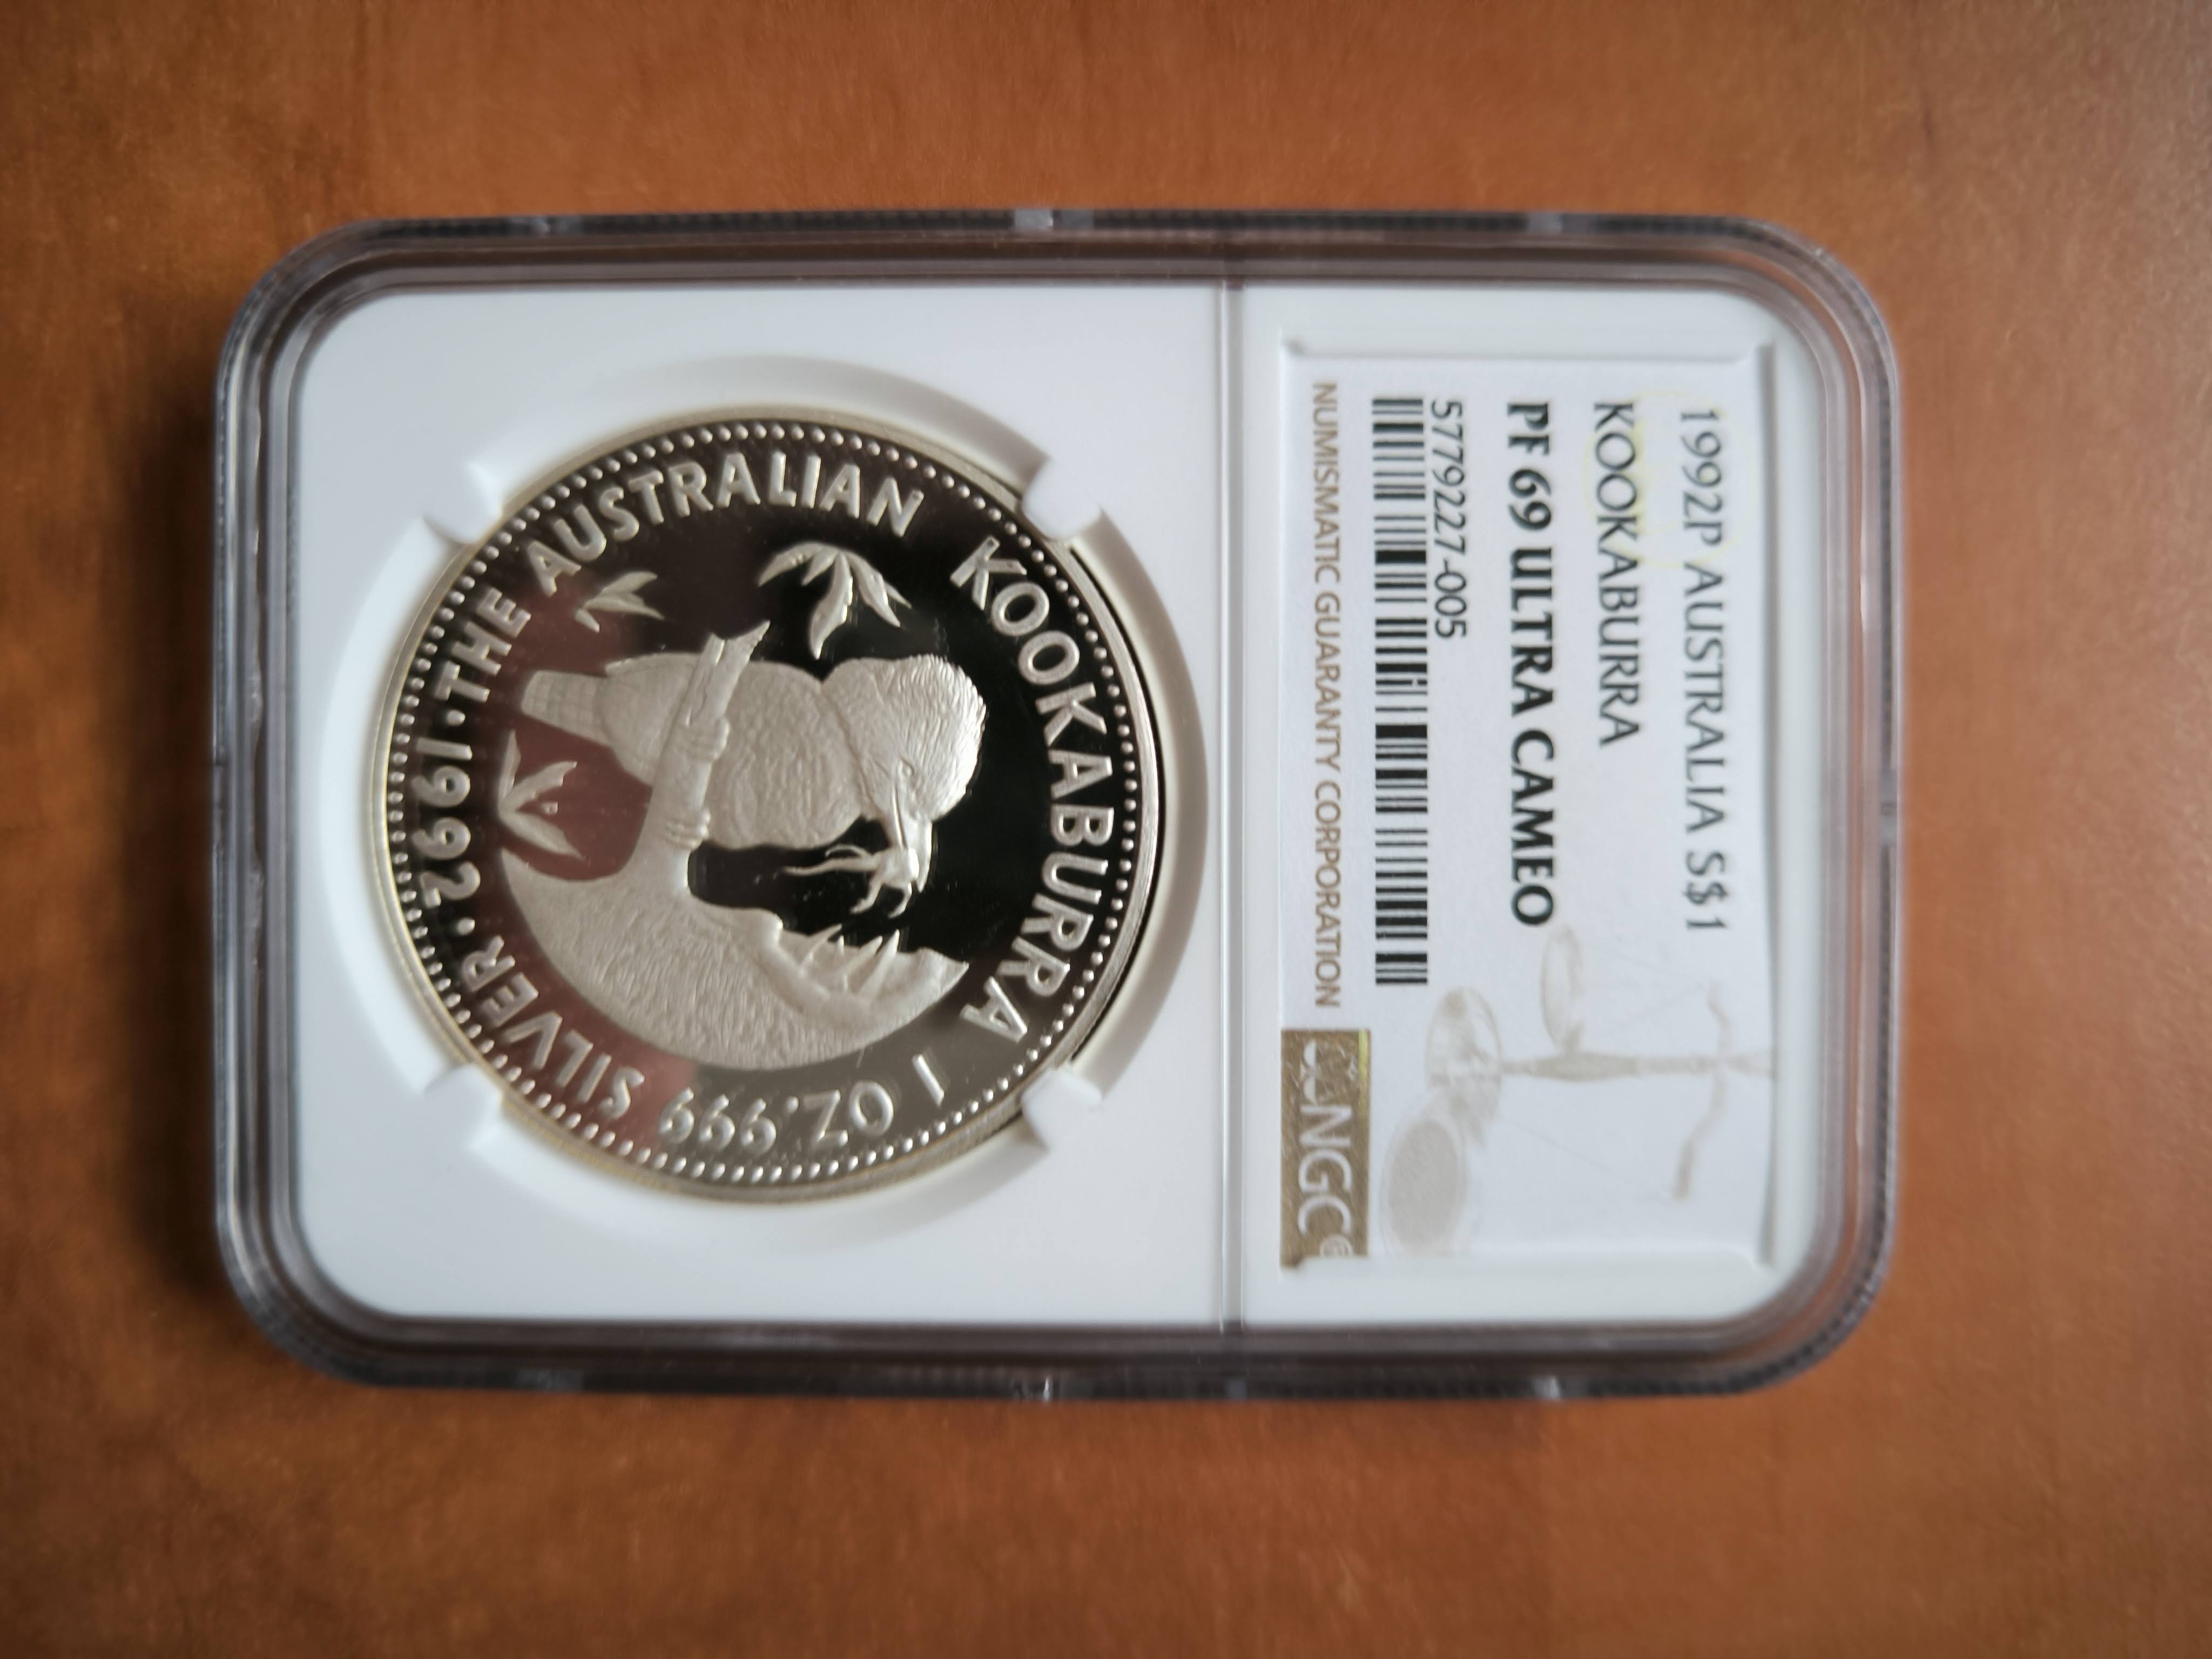 1992P AUSTRALIA S$1
KOOKABURRA
PF 69 ULTRA CAMEO
5779227-005
NUMISMATIC GUARANTY CORPORATION
NGC®
THE AUSTRALIAN KOOKABURRA
1 OZ.999 SILVER.1992.